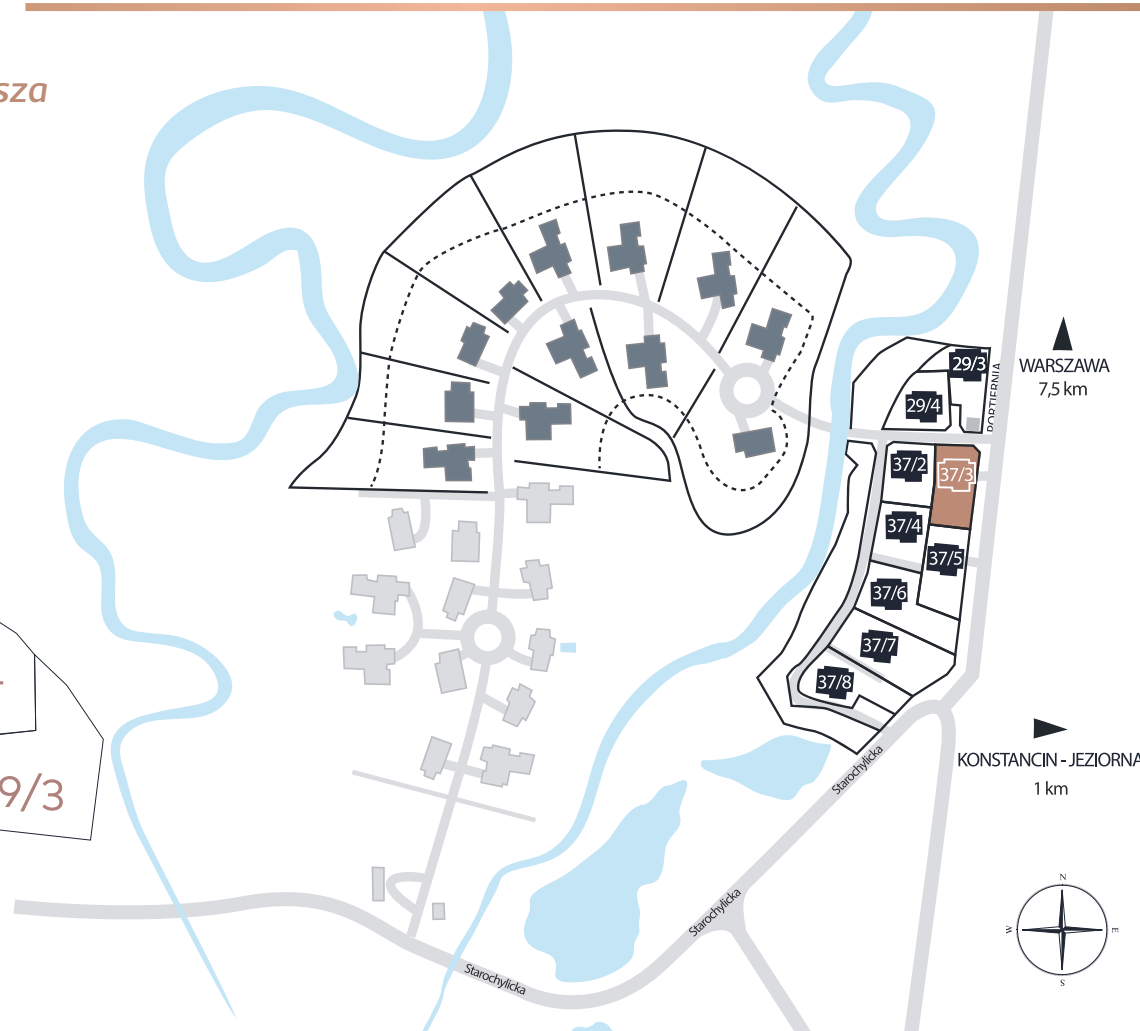 sza
WARSZAWA
7,5 km
PORTIERNIA
29/3
29/4
37/2
37/3
37/4
37/5
37/6
37/7
37/8
9/3
KONSTANCIN - JEZIORNA
1 km
Starochylicka
Starochylicka
Starochylicka
N
W
E
S